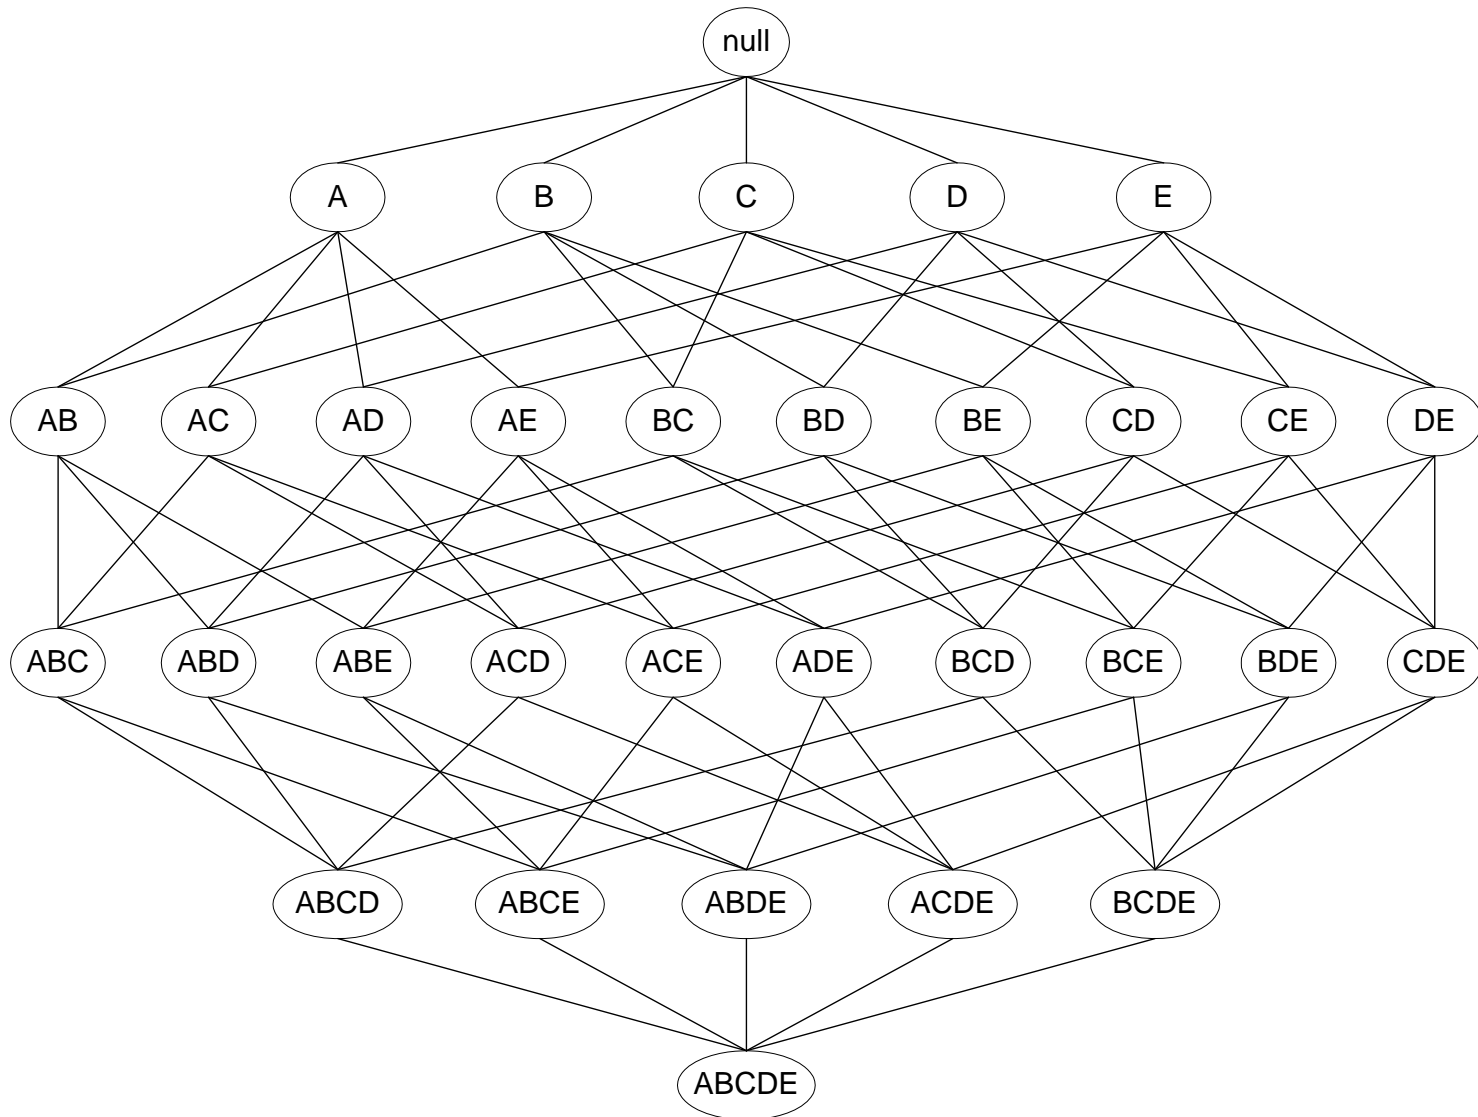 null
A B C D E
AB AC AD AE BC BD BE CD CE DE
ABC ABD ABE ACD ACE ADE BCD BCE BDE CDE
ABCD ABCE ABDE ACDE BCDE
ABCDE